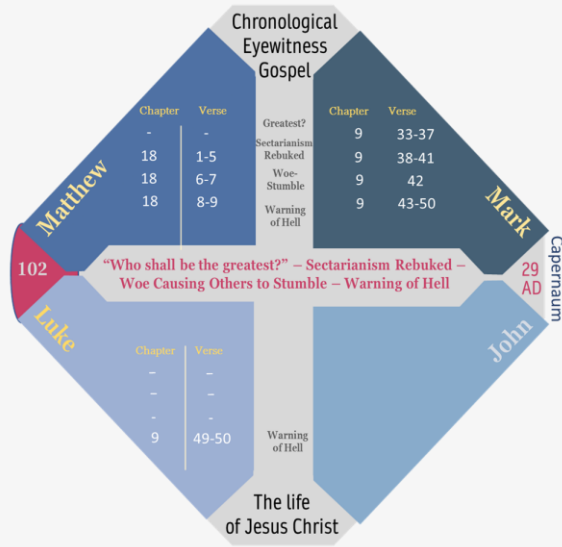 Chronological
Eyewitness
Gospel
Matthew
Chapter Verse
- -
18 1-5
18 6-7
18 8-9
Greatest?
Sectarianism
Rebuked
Woe-
Stumble
Warning
of Hell
Chapter Verse
9 33-37
9 38-41
9 42
9 43-50
Mark
102
“Who shall be the greatest?” – Sectarianism Rebuked –
Woe Causing Others to Stumble – Warning of Hell
29
AD
Capernaum
Luke
Chapter Verse
– –
– –
- -
9 49-50
Warning
of Hell
John
The life
of Jesus Christ